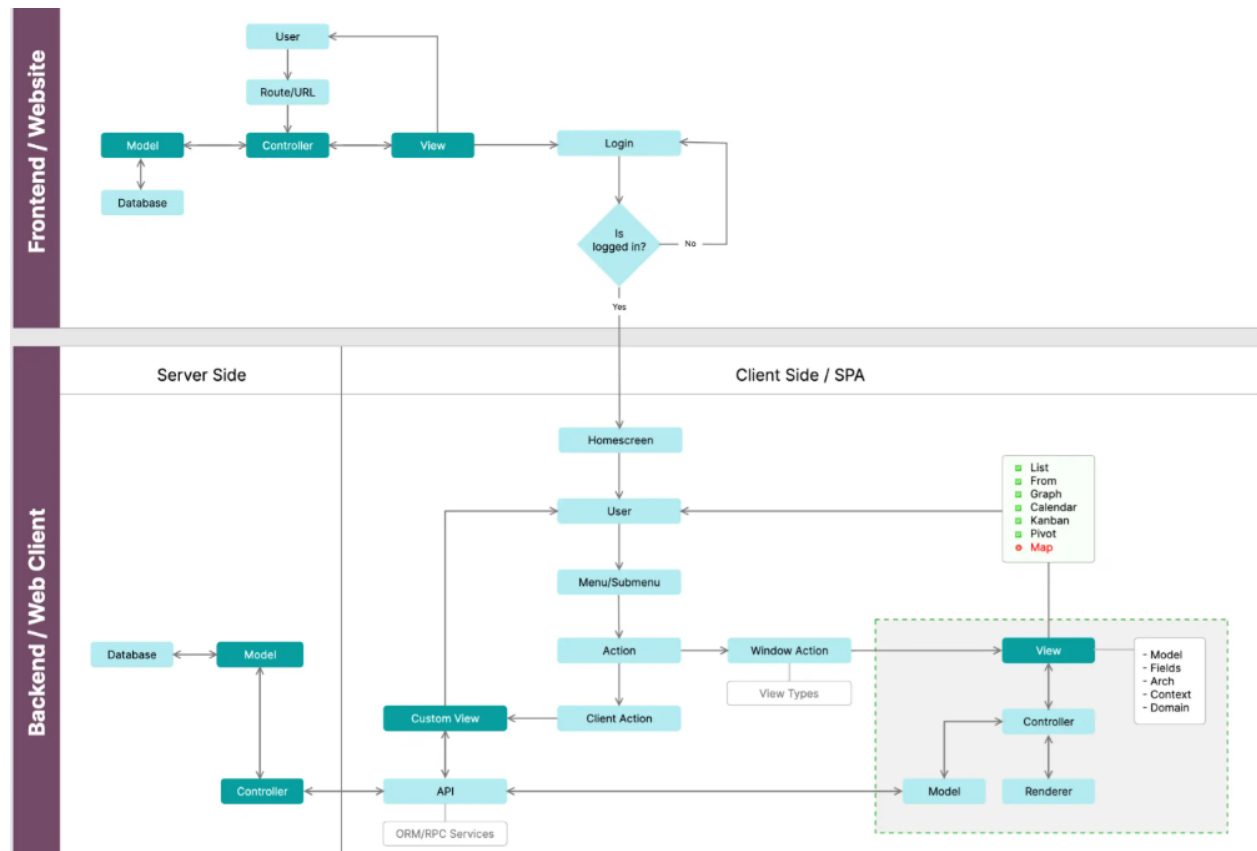 Frontend / Website
User
Route/URL
Model
Controller
View
Login
Database
Is
logged in?
No
Yes
Backend / Web Client
Server Side
Client Side / SPA
Homescreen
List
From
Graph
Calendar
Kanban
Pivot
Map
User
Menu/Submenu
Database
Model
Action
Window Action
View
- Model
- Fields
- Arch
- Context
- Domain
View Types
Custom View
Client Action
Controller
Controller
API
Model
Renderer
ORM/RPC Services